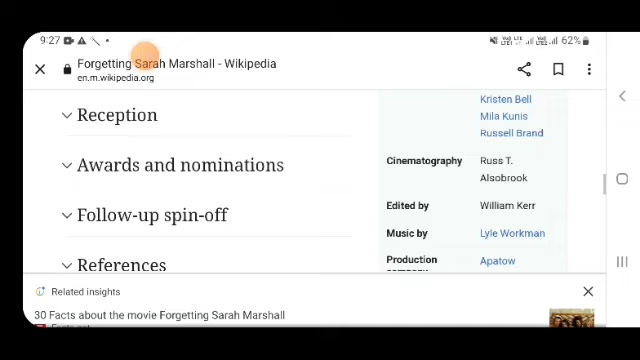 9:27
62%
Forgetting Sarah Marshall - Wikipedia
en.m.wikipedia.org
Reception
Awards and nominations
Follow-up spin-off
References
Kristen Bell
Mila Kunis
Russell Brand
Cinematography Russ T.
Alsobrook
Edited by William Kerr
Music by Lyle Workman
Production Apatow
company
Related insights
30 Facts about the movie Forgetting Sarah Marshall